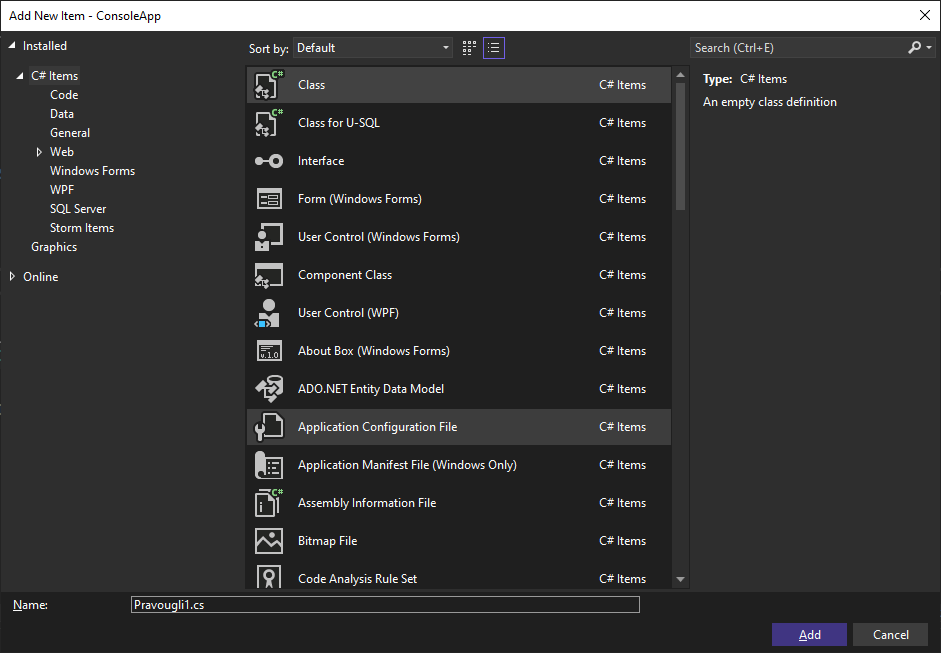 Add New Item - ConsoleApp
Installed
Sort by: Default
Search (Ctrl+E)
C# Items
Code
Data
General
Web
Windows Forms
WPF
SQL Server
Storm Items
Graphics
Online
Class C# Items
Class for U-SQL C# Items
Interface C# Items
Form (Windows Forms) C# Items
User Control (Windows Forms) C# Items
Component Class C# Items
User Control (WPF) C# Items
v.1.0 About Box (Windows Forms) C# Items
ADO.NET Entity Data Model C# Items
Application Configuration File C# Items
Application Manifest File (Windows Only) C# Items
Assembly Information File C# Items
Bitmap File C# Items
Code Analysis Rule Set C# Items
Type: C# Items
An empty class definition
Name: Pravougli1.cs
Add Cancel